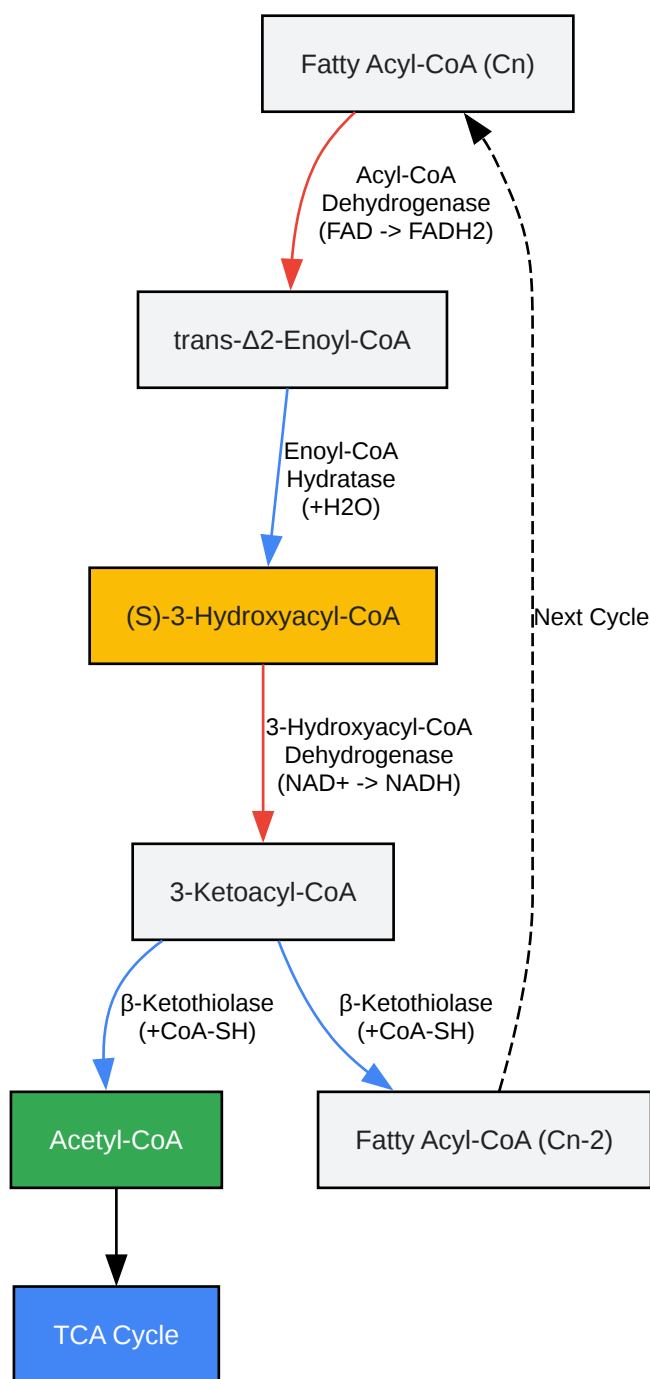 Fatty Acyl-CoA (Cn)
Acyl-CoA
Dehydrogenase
(FAD -> FADH2)
trans-Δ2-Enoyl-CoA
Enoyl-CoA
Hydratase
(+H2O)
(S)-3-Hydroxyacyl-CoA
Next Cycle
3-Hydroxyacyl-CoA
Dehydrogenase
(NAD+ -> NADH)
3-Ketoacyl-CoA
β-Ketothiolase
(+CoA-SH)
β-Ketothiolase
(+CoA-SH)
Acetyl-CoA
Fatty Acyl-CoA (Cn-2)
TCA Cycle